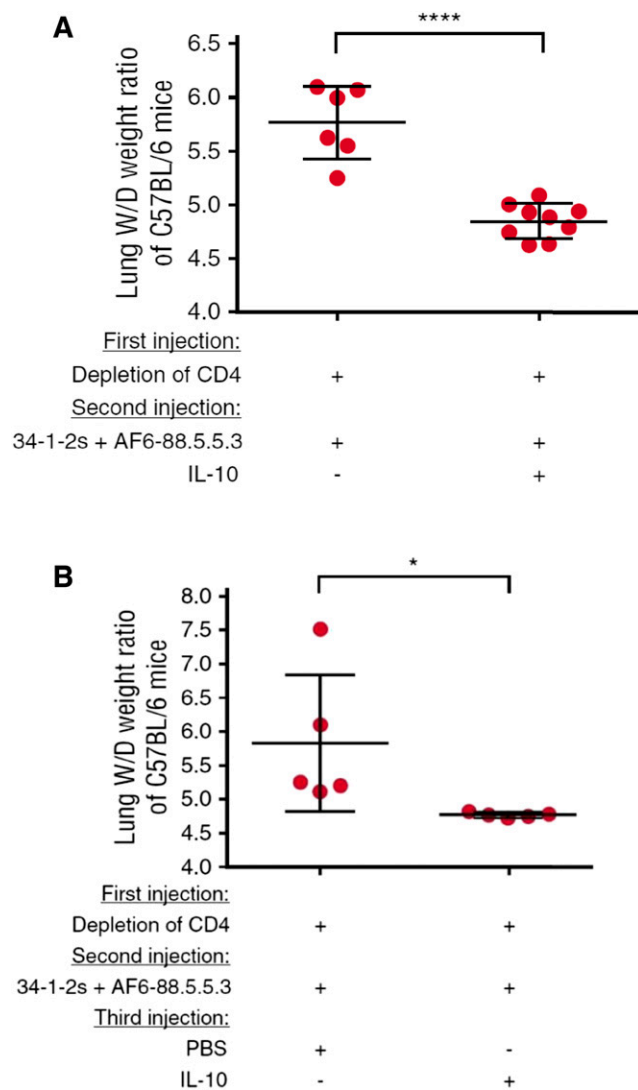 A
****
Lung W/D weight ratio
of C57BL/6 mice
6.5
6.0
5.5
5.0
4.5
4.0
First injection:
Depletion of CD4 + +
Second injection:
34-1-2s + AF6-88.5.5.3 + +
IL-10 - +
B
*
Lung W/D weight ratio
of C57BL/6 mice
8.0
7.5
7.0
6.5
6.0
5.5
5.0
4.5
4.0
First injection:
Depletion of CD4 + +
Second injection:
34-1-2s + AF6-88.5.5.3 + +
Third injection:
PBS + -
IL-10 - +